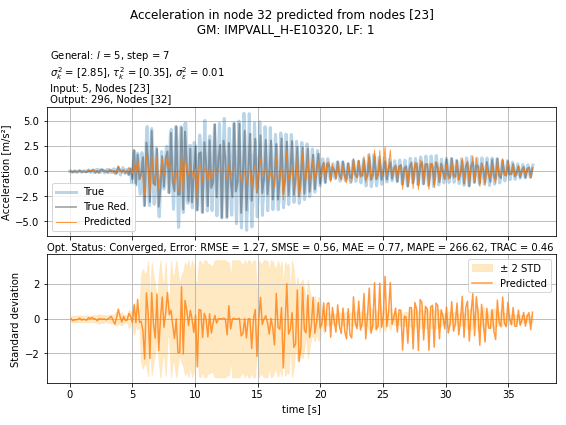 Acceleration in node 32 predicted from nodes [23]
GM: IMPVALL_H-E10320, LF: 1
General: l = 5, step = 7
σ²ₖ = [2.85], τ²ₖ = [0.35], σ²ε = 0.01
Input: 5, Nodes [23]
Output: 296, Nodes [32]
Acceleration [m/s²]
5.0
2.5
0.0
−2.5
−5.0
True
True Red.
Predicted
Opt. Status: Converged, Error: RMSE = 1.27, SMSE = 0.56, MAE = 0.77, MAPE = 266.62, TRAC = 0.46
Standard deviation
2
0
−2
± 2 STD
Predicted
0 5 10 15 20 25 30 35
time [s]